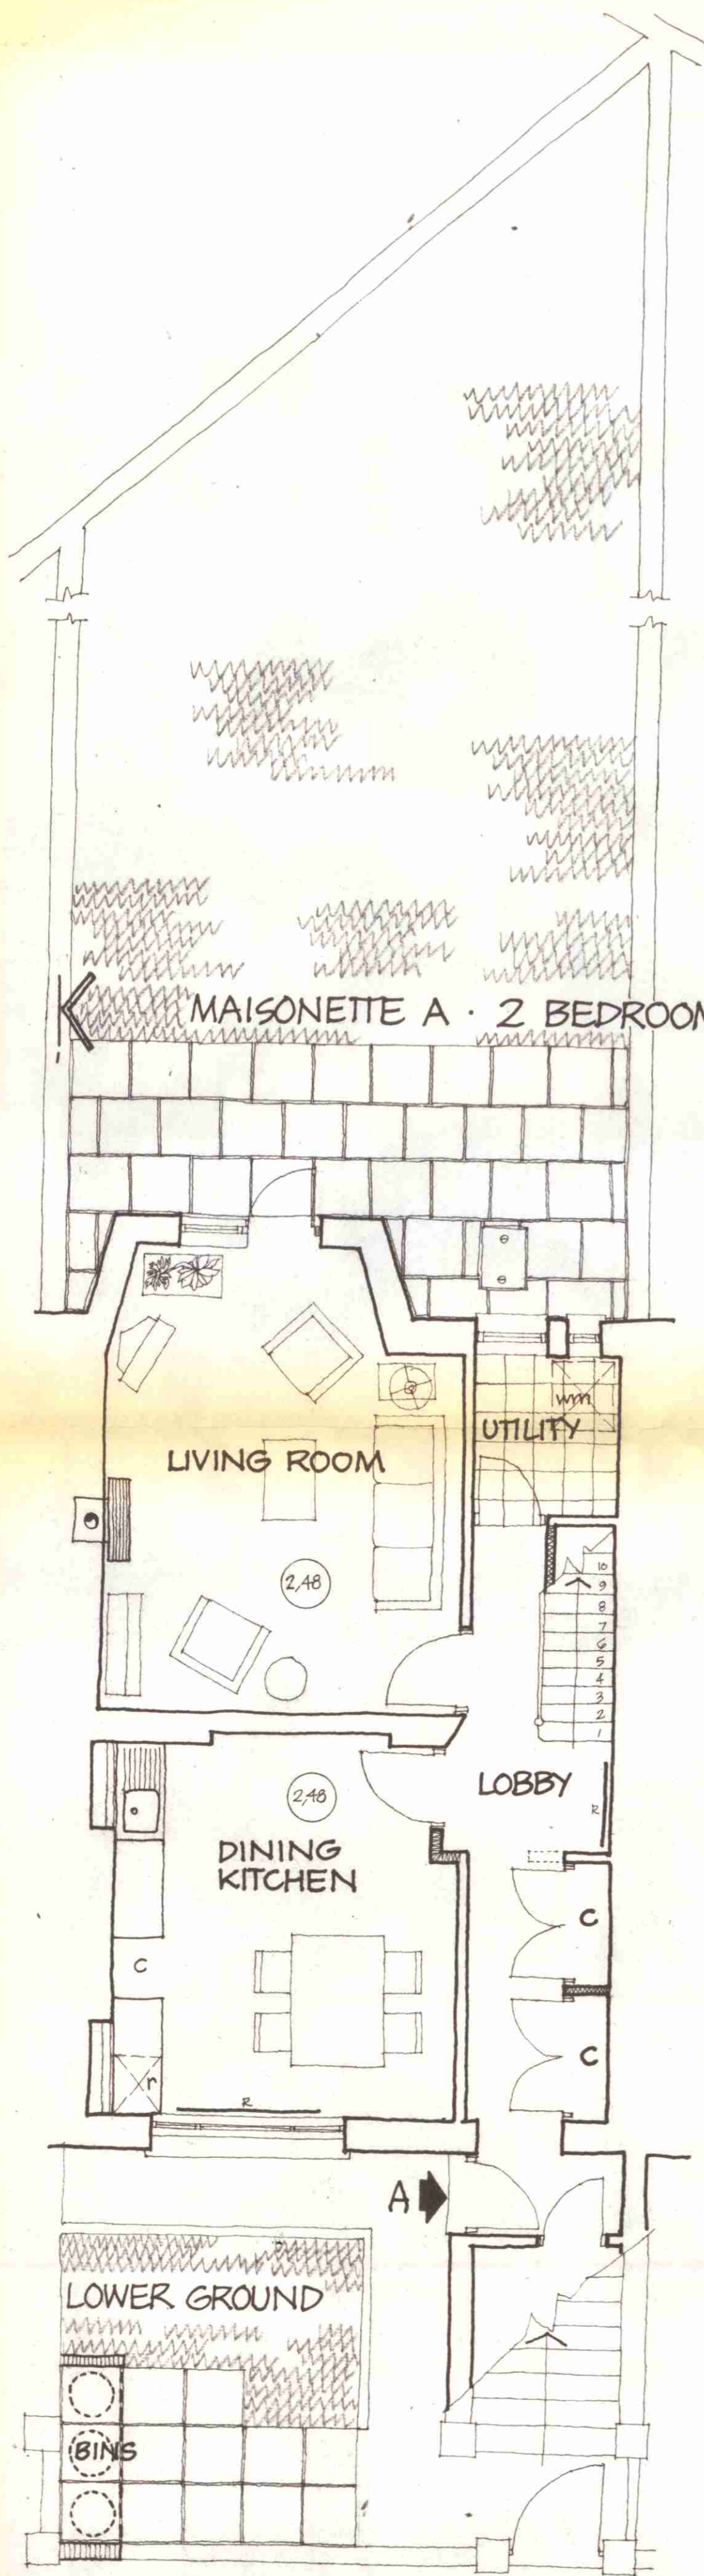 MAISONETTE A · 2 BEDROOM
wm
UTILITY
LIVING ROOM
2,48
10
9
8
7
6
5
4
3
2
1
2,48
LOBBY
R
DINING
KITCHEN
C
C
C
r
R
A
LOWER GROUND
BINS